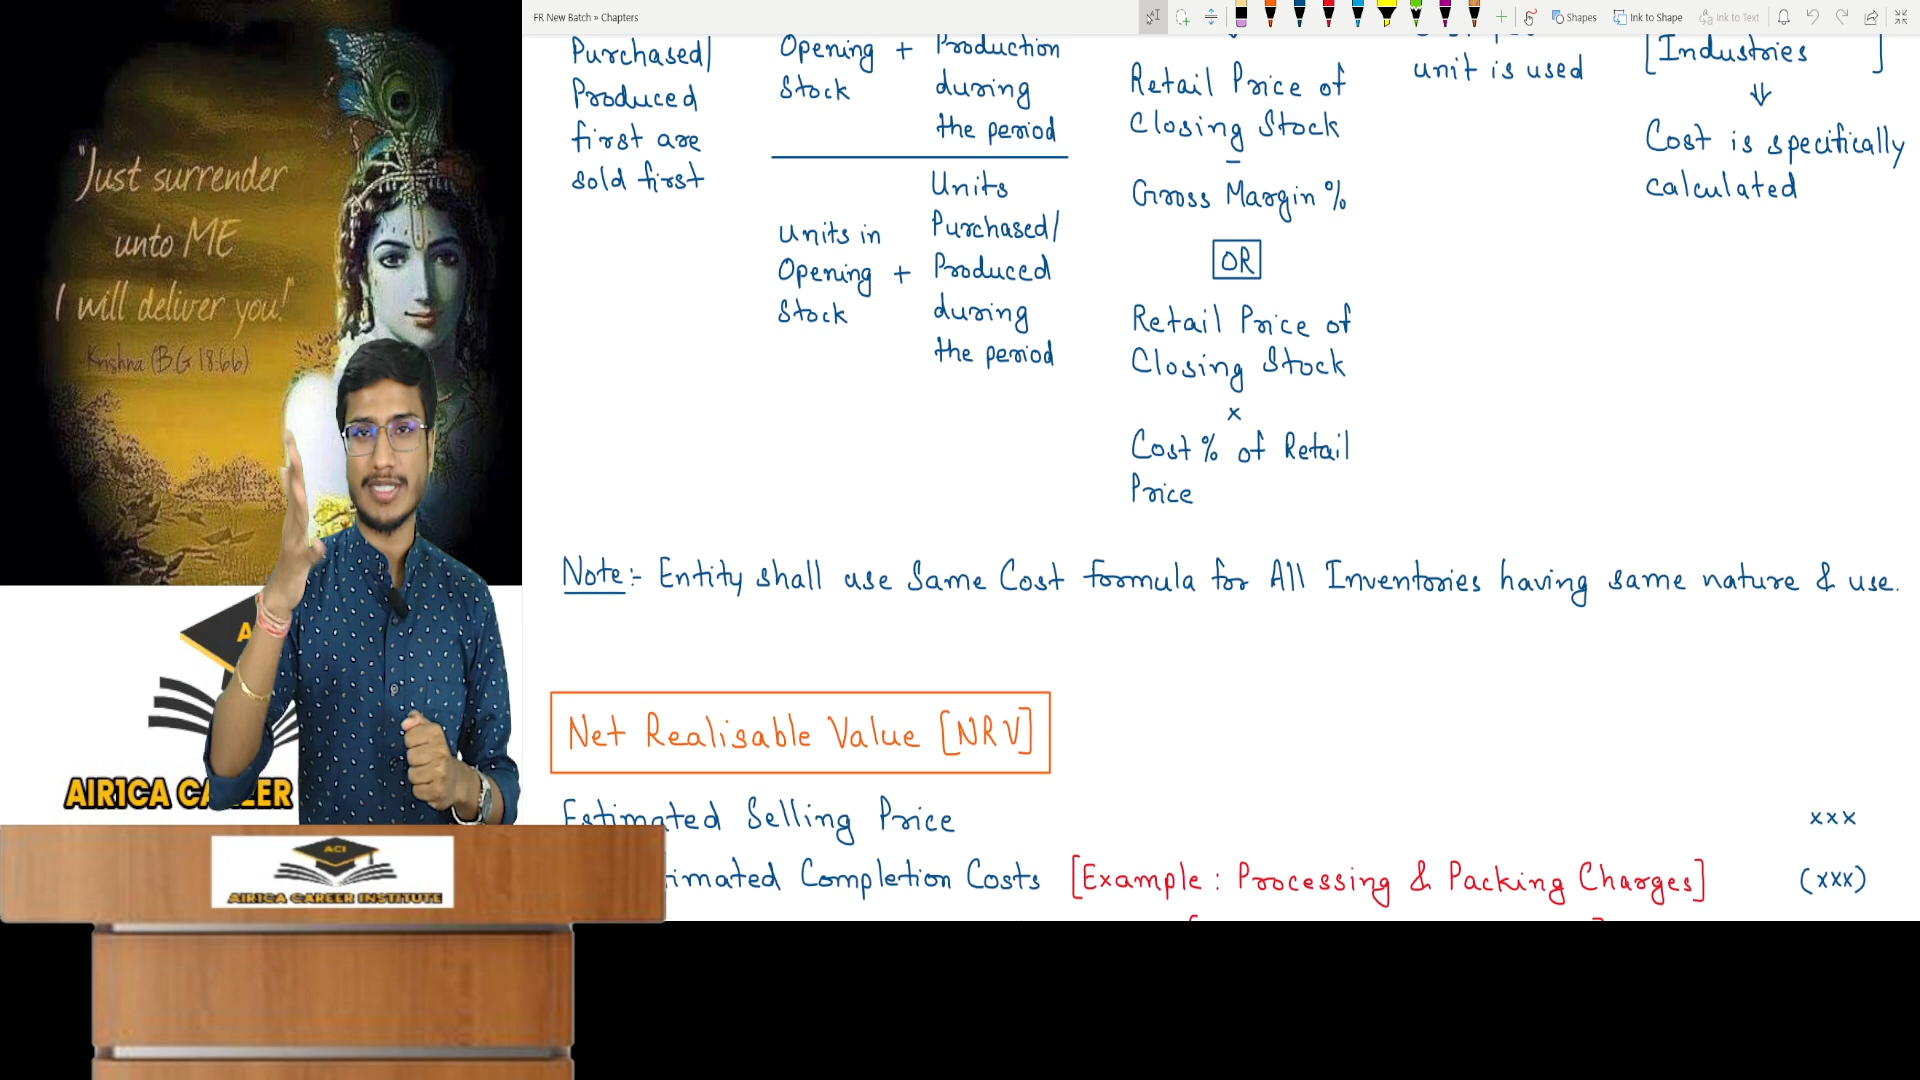 FR New Batch » Chapters
Shapes
Ink to Shape
Ink to Text
"Just surrender
unto ME
I will deliver you!"
Krishna (B.G 18:66)
AIR1CA
ACI
AIR1CA CAREER INSTITUTE
Purchased/
Produced
first are
sold first
Opening + Production
Stock during
the period
Units
Purchased/
Units in
Opening + Produced
Stock during
the period
Retail Price of
Closing Stock
-
Gross Margin %
OR
Retail Price of
Closing Stock
x
Cost % of Retail
Price
unit is used
[Industries ]
Cost is specifically
calculated
Note:- Entity shall use Same Cost formula for All Inventories having same nature & use.
Net Realisable Value [NRV]
Estimated Selling Price xxx
Completion Costs [Example : Processing & Packing Charges] (xxx)